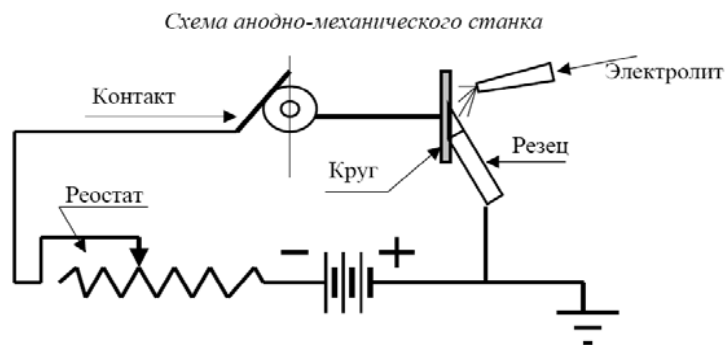 Схема анодно-механического станка
Электролит
Контакт
Резец
Круг
Реостат
− +